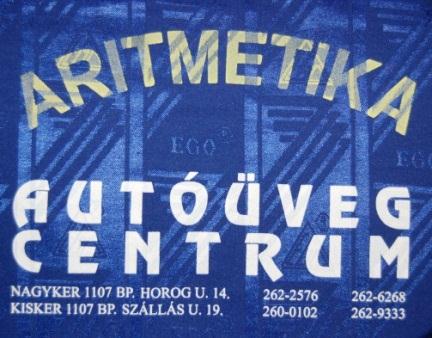 ARITMETIKA
EGO®
AUTÓÜVEG
CENTRUM
NAGYKER 1107 BP. HOROG U. 14. 262-2576 262-6268
KISKER 1107 BP. SZÁLLÁS U. 19. 260-0102 262-9333